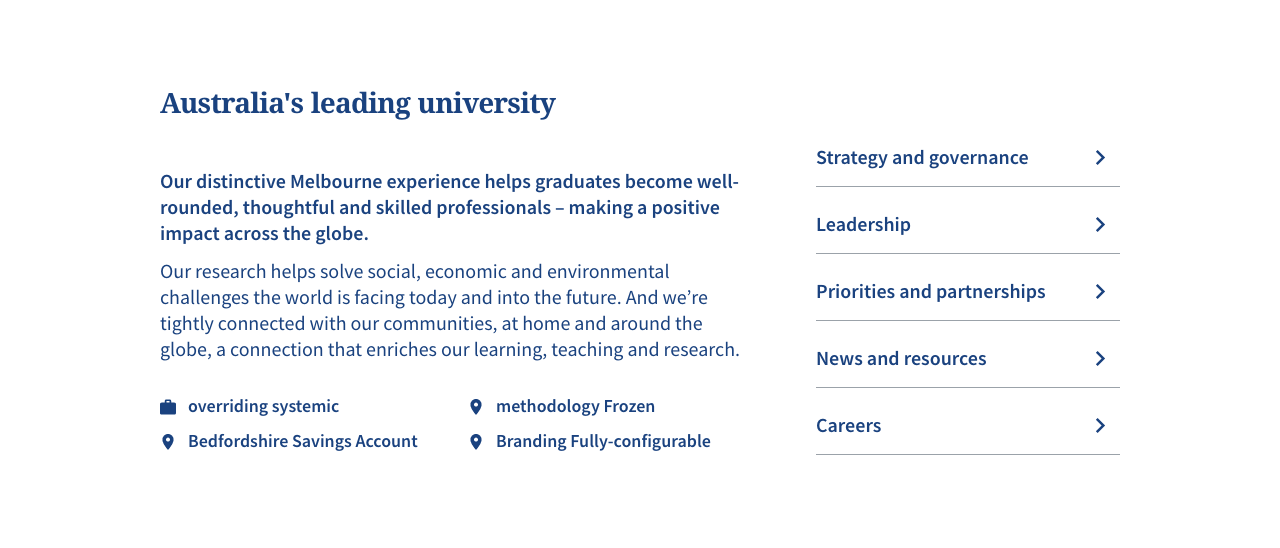 Australia's leading university
Our distinctive Melbourne experience helps graduates become well-
rounded, thoughtful and skilled professionals – making a positive
impact across the globe.
Our research helps solve social, economic and environmental
challenges the world is facing today and into the future. And we’re
tightly connected with our communities, at home and around the
globe, a connection that enriches our learning, teaching and research.
overriding systemic
methodology Frozen
Bedfordshire Savings Account
Branding Fully-configurable
Strategy and governance
Leadership
Priorities and partnerships
News and resources
Careers